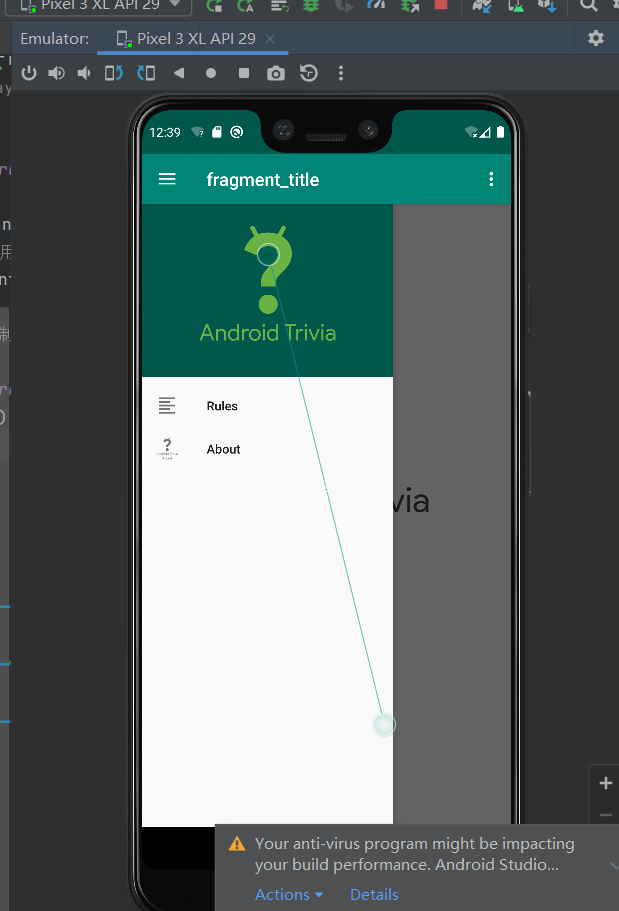 Pixel 3 XL API 29
Emulator: Pixel 3 XL API 29
12:39
fragment_title
Android Trivia
Rules
About
via
Your anti-virus program might be impacting
your build performance. Android Studio...
Actions
Details